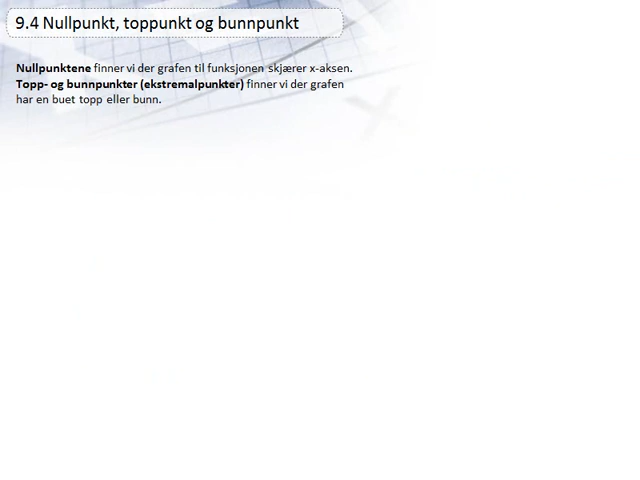 9.4 Nullpunkt, toppunkt og bunnpunkt
Nullpunktene finner vi der grafen til funksjonen skjærer x-aksen.
Topp- og bunnpunkter (ekstremalpunkter) finner vi der grafen
har en buet topp eller bunn.